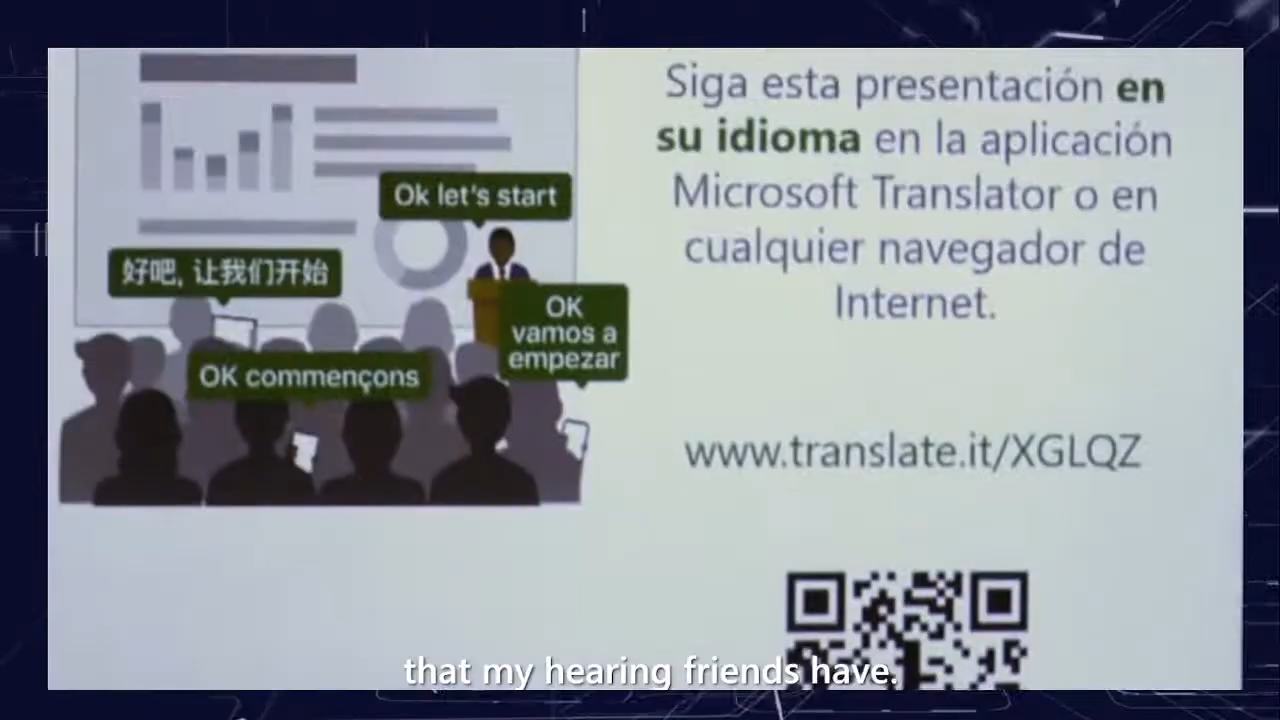 Siga esta presentación en
su idioma en la aplicación
Microsoft Translator o en
cualquier navegador de
Internet.
www.translate.it/XGLQZ
Ok let's start
好吧, 让我们开始
OK
vamos a
empezar
OK commençons
that my hearing friends have.